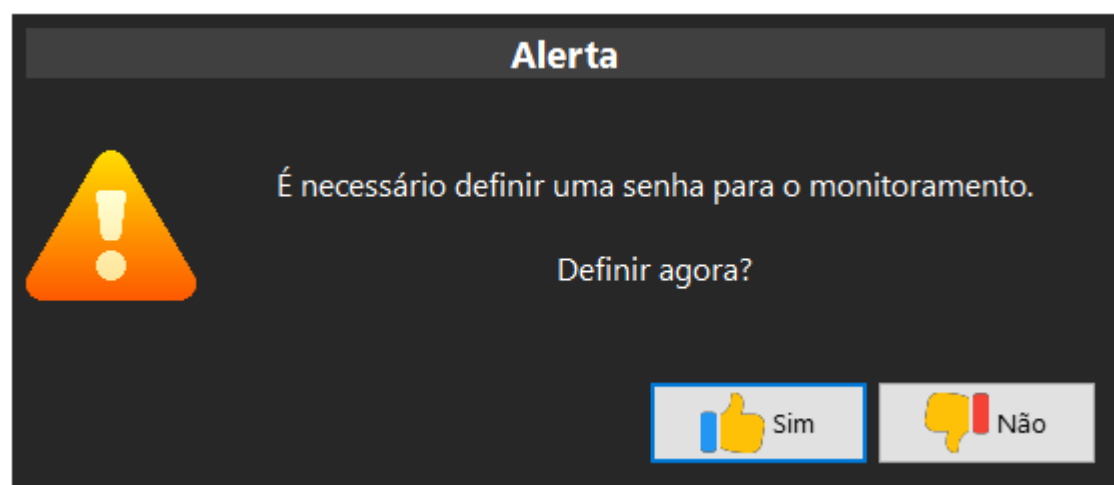 Alerta
É necessário definir uma senha para o monitoramento.
Definir agora?
Sim
Não